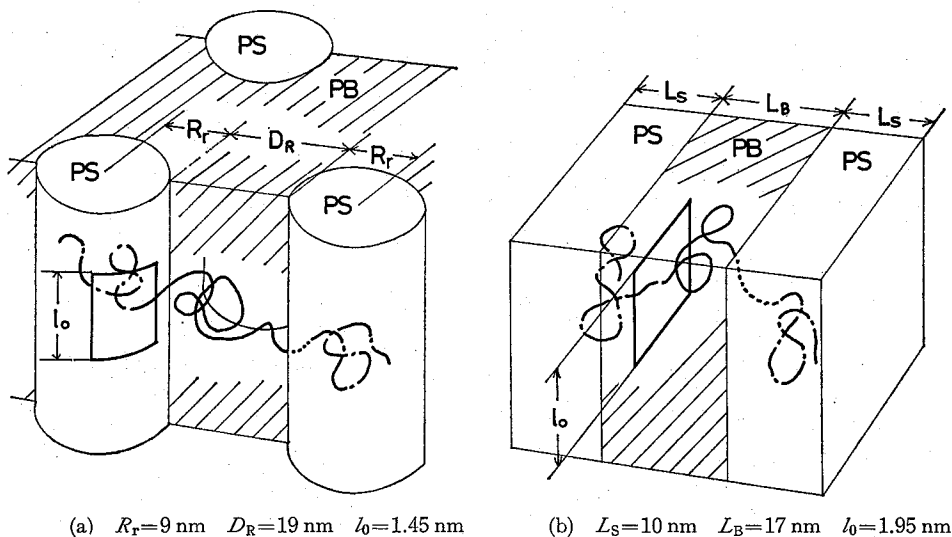 PS
PB
Rr
DR
Rr
PS
PS
l₀
(a) Rr=9 nm DR=19 nm l₀=1.45 nm
LS
LB
LS
PS
PB
PS
l₀
(b) LS=10 nm LB=17 nm l₀=1.95 nm